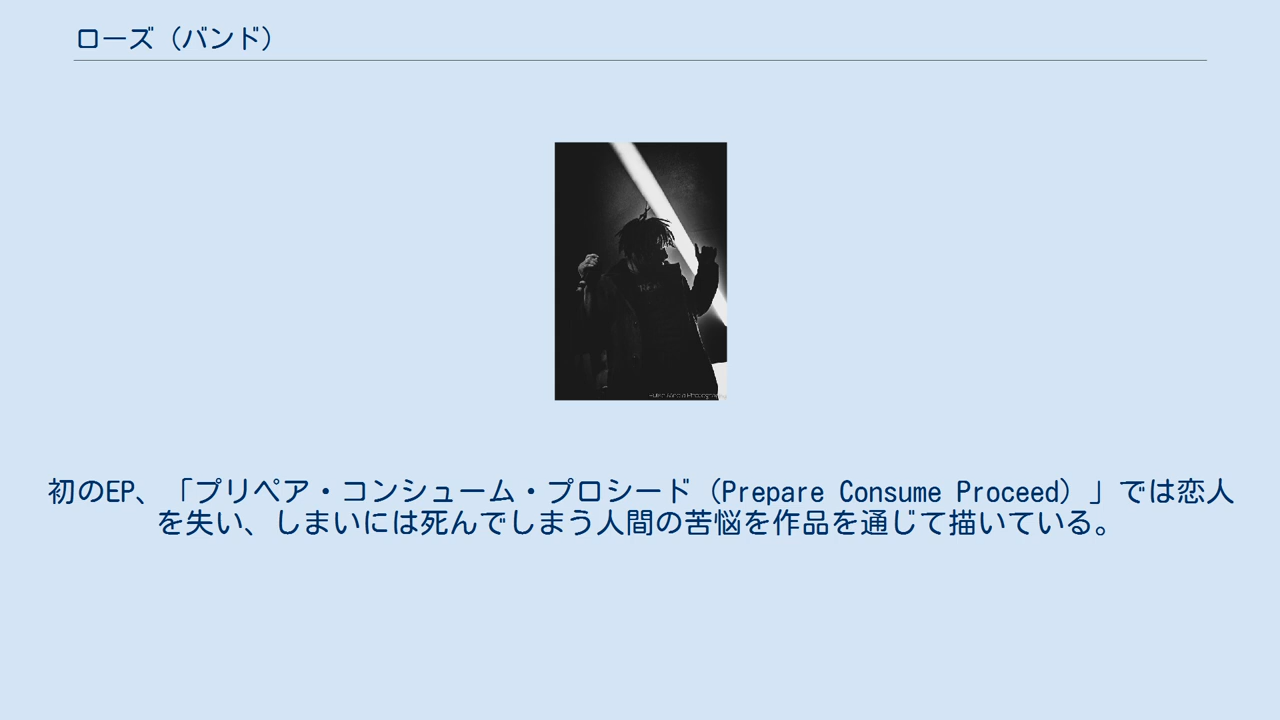 ローズ（バンド）
初のEP、「プリペア・コンシューム・プロシード（Prepare Consume Proceed）」では恋人
を失い、しまいには死んでしまう人間の苦悩を作品を通じて描いている。